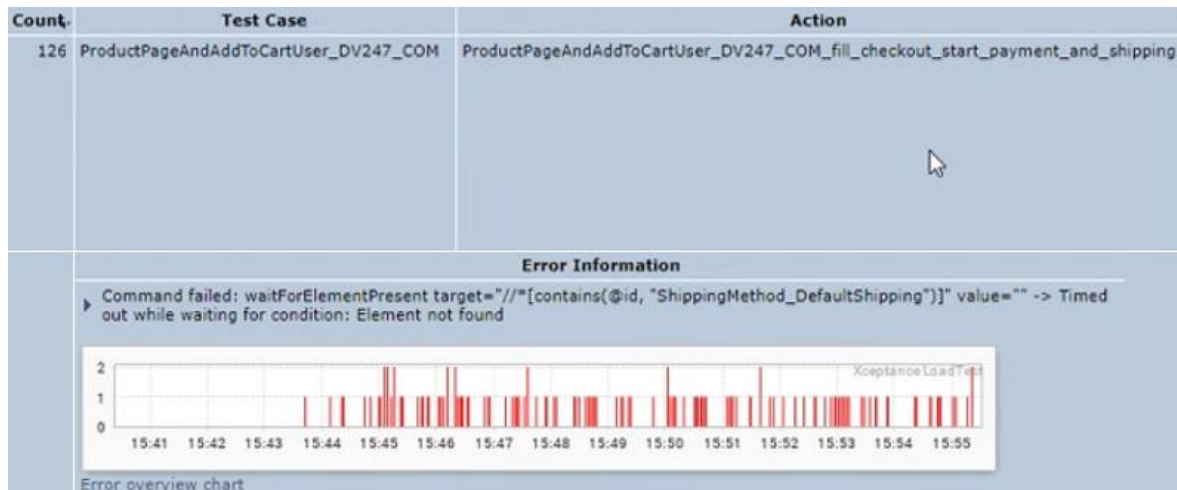 Count Test Case Action
126 ProductPageAndAddToCartUser_DV247_COM ProductPageAndAddToCartUser_DV247_COM_fill_checkout_start_payment_and_shipping
Error Information
Command failed: waitForElementPresent target="//*[contains(@id, "ShippingMethod_DefaultShipping")]" value="" -> Timed
out while waiting for condition: Element not found
2
Xceptance LoadTest
1
0
15:41 15:42 15:43 15:44 15:45 15:46 15:47 15:48 15:49 15:50 15:51 15:52 15:53 15:54 15:55
Error overview chart